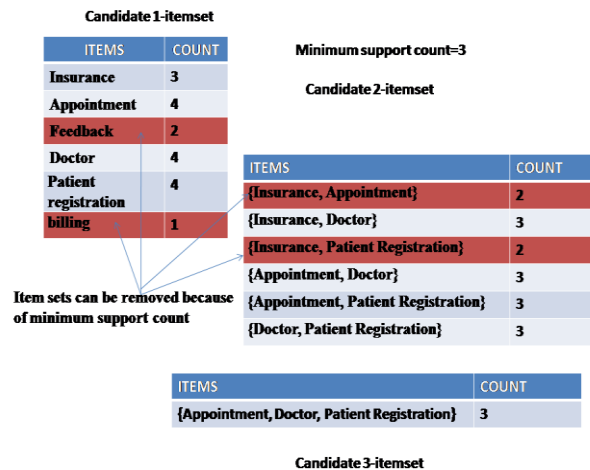 Candidate 1-itemset
ITEMS COUNT
Insurance 3
Appointment 4
Feedback 2
Doctor 4
Patient
registration 4
billing 1
Minimum support count=3
Candidate 2-itemset
ITEMS COUNT
{Insurance, Appointment} 2
{Insurance, Doctor} 3
{Insurance, Patient Registration} 2
{Appointment, Doctor} 3
{Appointment, Patient Registration} 3
{Doctor, Patient Registration} 3
Item sets can be removed because
of minimum support count
ITEMS COUNT
{Appointment, Doctor, Patient Registration} 3
Candidate 3-itemset